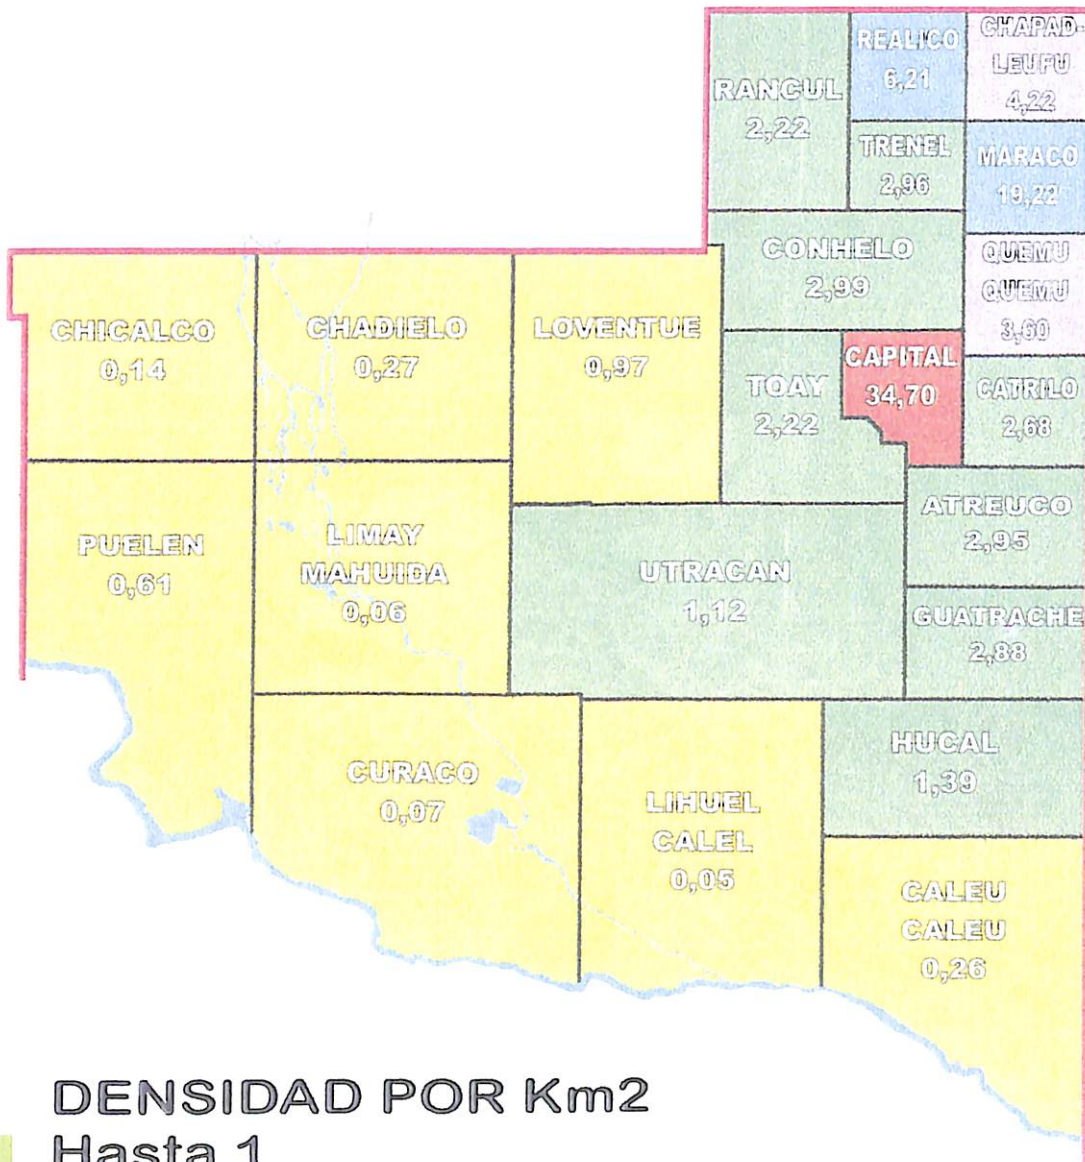 REALICO
6,21
CHAPAD-
LEUFU
4,22
RANCUL
2,22
TRENEL
2,96
MARACO
19,22
CONHELO
2,99
QUEMU
QUEMU
3,60
CHICALCO
0,14
CHADIELO
0,27
LOVENTUE
0,97
TOAY
2,22
CAPITAL
34,70
CATRILO
2,68
PUELEN
0,61
LIMAY
MAHUIDA
0,06
UTRACAN
1,12
ATREUCO
2,95
GUATRACHE
2,88
CURACO
0,07
LIHUEL
CALEL
0,05
HUCAL
1,39
CALEU
CALEU
0,26
DENSIDAD POR Km2
Hasta 1